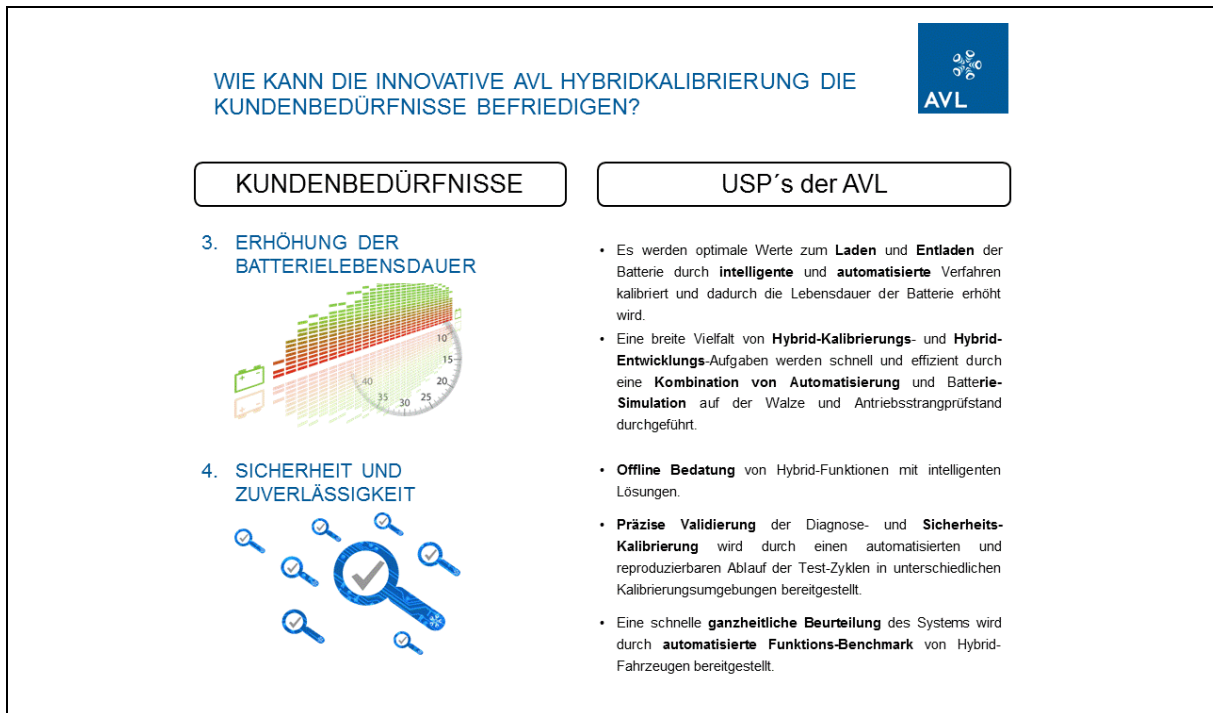 WIE KANN DIE INNOVATIVE AVL HYBRIDKALIBRIERUNG DIE
KUNDENBEDÜRFNISSE BEFRIEDIGEN?
AVL
KUNDENBEDÜRFNISSE
USP´s der AVL
3. ERHÖHUNG DER
BATTERIELEBENSDAUER
10
15
20
25
30
35
40
• Es werden optimale Werte zum Laden und Entladen der
Batterie durch intelligente und automatisierte Verfahren
kalibriert und dadurch die Lebensdauer der Batterie erhöht
wird.
• Eine breite Vielfalt von Hybrid-Kalibrierungs- und Hybrid-
Entwicklungs-Aufgaben werden schnell und effizient durch
eine Kombination von Automatisierung und Batterie-
Simulation auf der Walze und Antriebsstrangprüfstand
durchgeführt.
4. SICHERHEIT UND
ZUVERLÄSSIGKEIT
• Offline Bedatung von Hybrid-Funktionen mit intelligenten
Lösungen.
• Präzise Validierung der Diagnose- und Sicherheits-
Kalibrierung wird durch einen automatisierten und
reproduzierbaren Ablauf der Test-Zyklen in unterschiedlichen
Kalibrierungsumgebungen bereitgestellt.
• Eine schnelle ganzheitliche Beurteilung des Systems wird
durch automatisierte Funktions-Benchmark von Hybrid-
Fahrzeugen bereitgestellt.